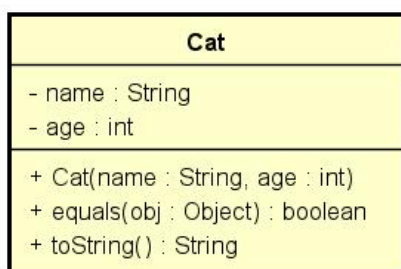 Cat
- name : String
- age : int
+ Cat(name : String, age : int)
+ equals(obj : Object) : boolean
+ toString() : String